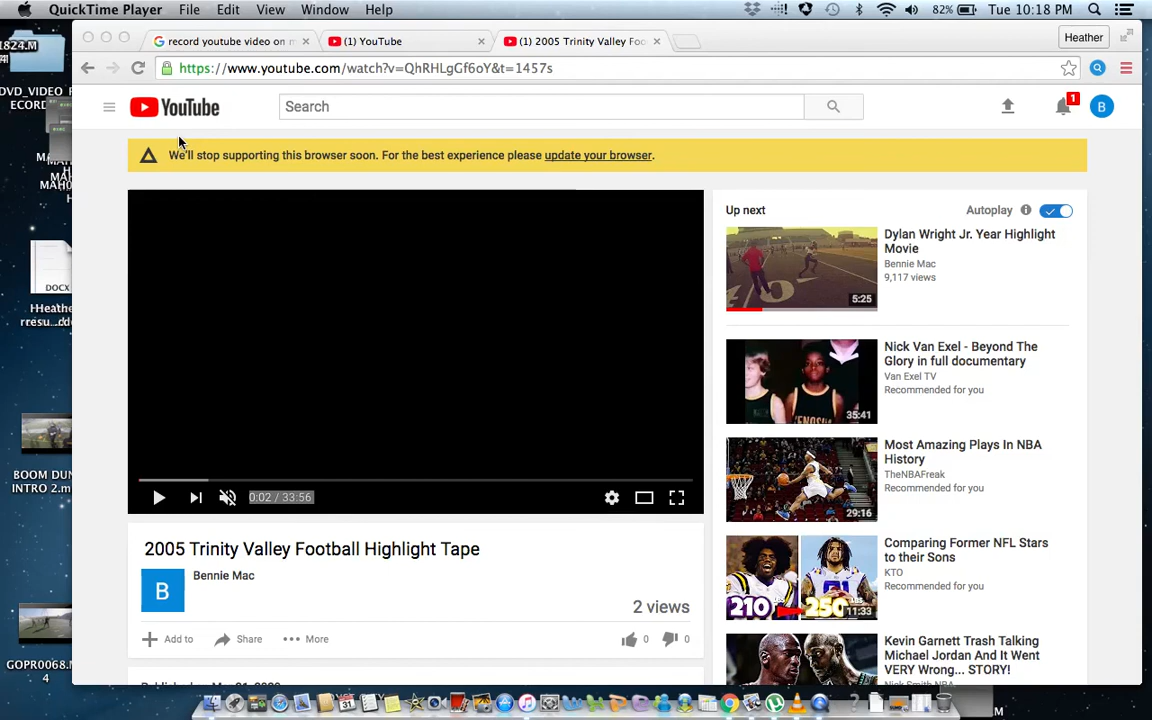 QuickTime Player File Edit View Window Help 82% Tue 10:18 PM
record youtube video on m
(1) YouTube
(1) 2005 Trinity Valley Foo
Heather
https://www.youtube.com/watch?v=QhRHLgGf6oY&t=1457s
YouTube
Search
1
B
We'll stop supporting this browser soon. For the best experience please update your browser.
0:02 / 33:56
2005 Trinity Valley Football Highlight Tape
B
Bennie Mac
2 views
Add to
Share
More
0
0
Up next
Autoplay
Dylan Wright Jr. Year Highlight
Movie
Bennie Mac
9,117 views
5:25
Nick Van Exel - Beyond The
Glory in full documentary
Van Exel TV
Recommended for you
35:41
Most Amazing Plays In NBA
History
TheNBAFreak
Recommended for you
29:16
Comparing Former NFL Stars
to their Sons
KTO
Recommended for you
210
250
11:33
Kevin Garnett Trash Talking
Michael Jordan And It Went
VERY Wrong... STORY!
1824.M
DOCX
BOOM DUN
INTRO 2.m
GOPR0068.M
4